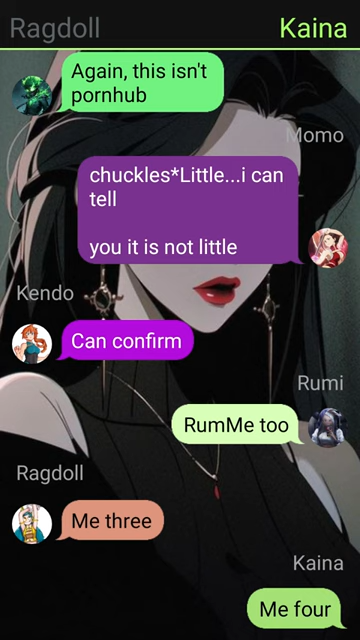 Ragdoll
Kaina
Again, this isn't
pornhub
Momo
chuckles*Little...i can
tell
you it is not little
Kendo
Can confirm
Rumi
RumMe too
Ragdoll
Me three
Kaina
Me four